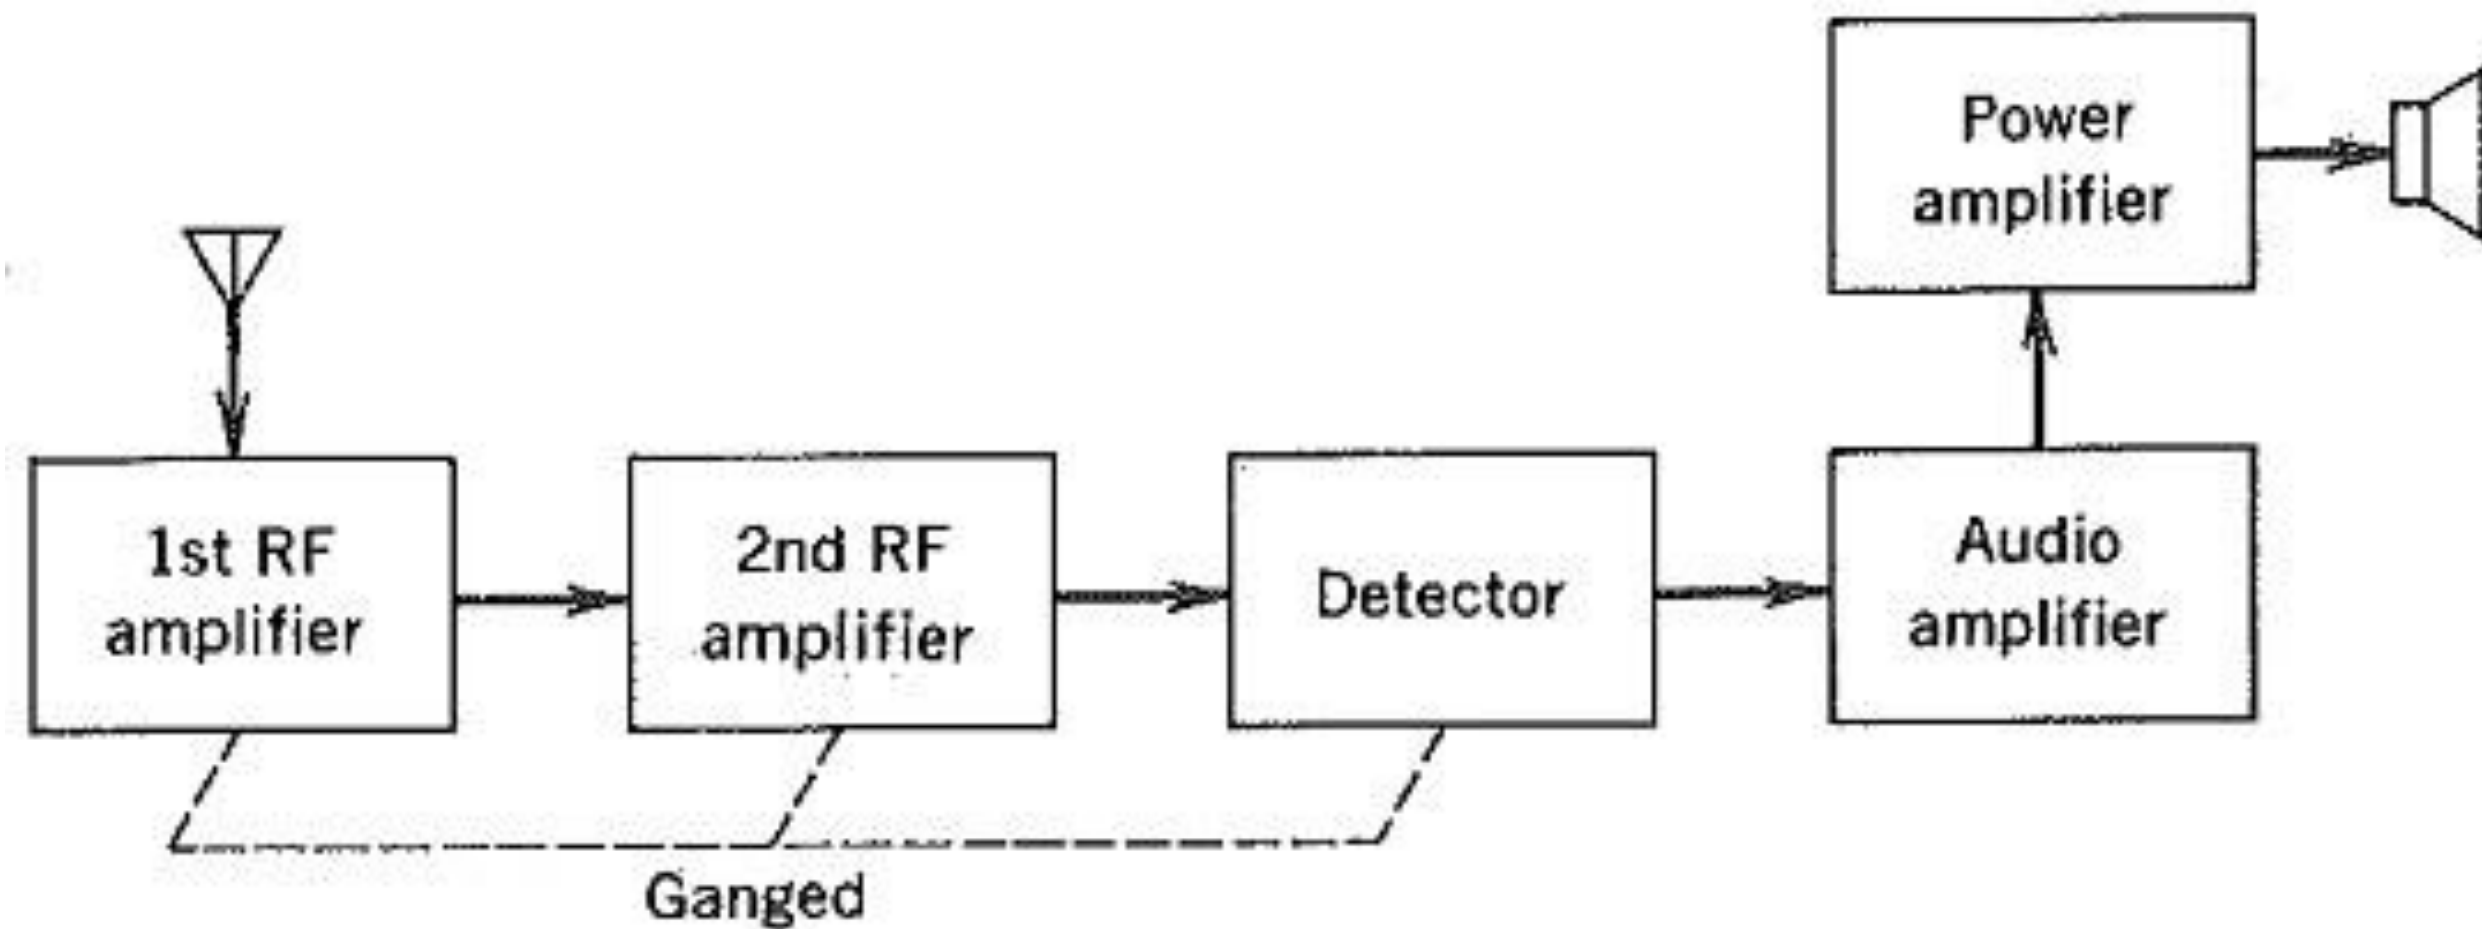 1st RF
amplifier
2nd RF
amplifier
Detector
Audio
amplifier
Power
amplifier
Ganged